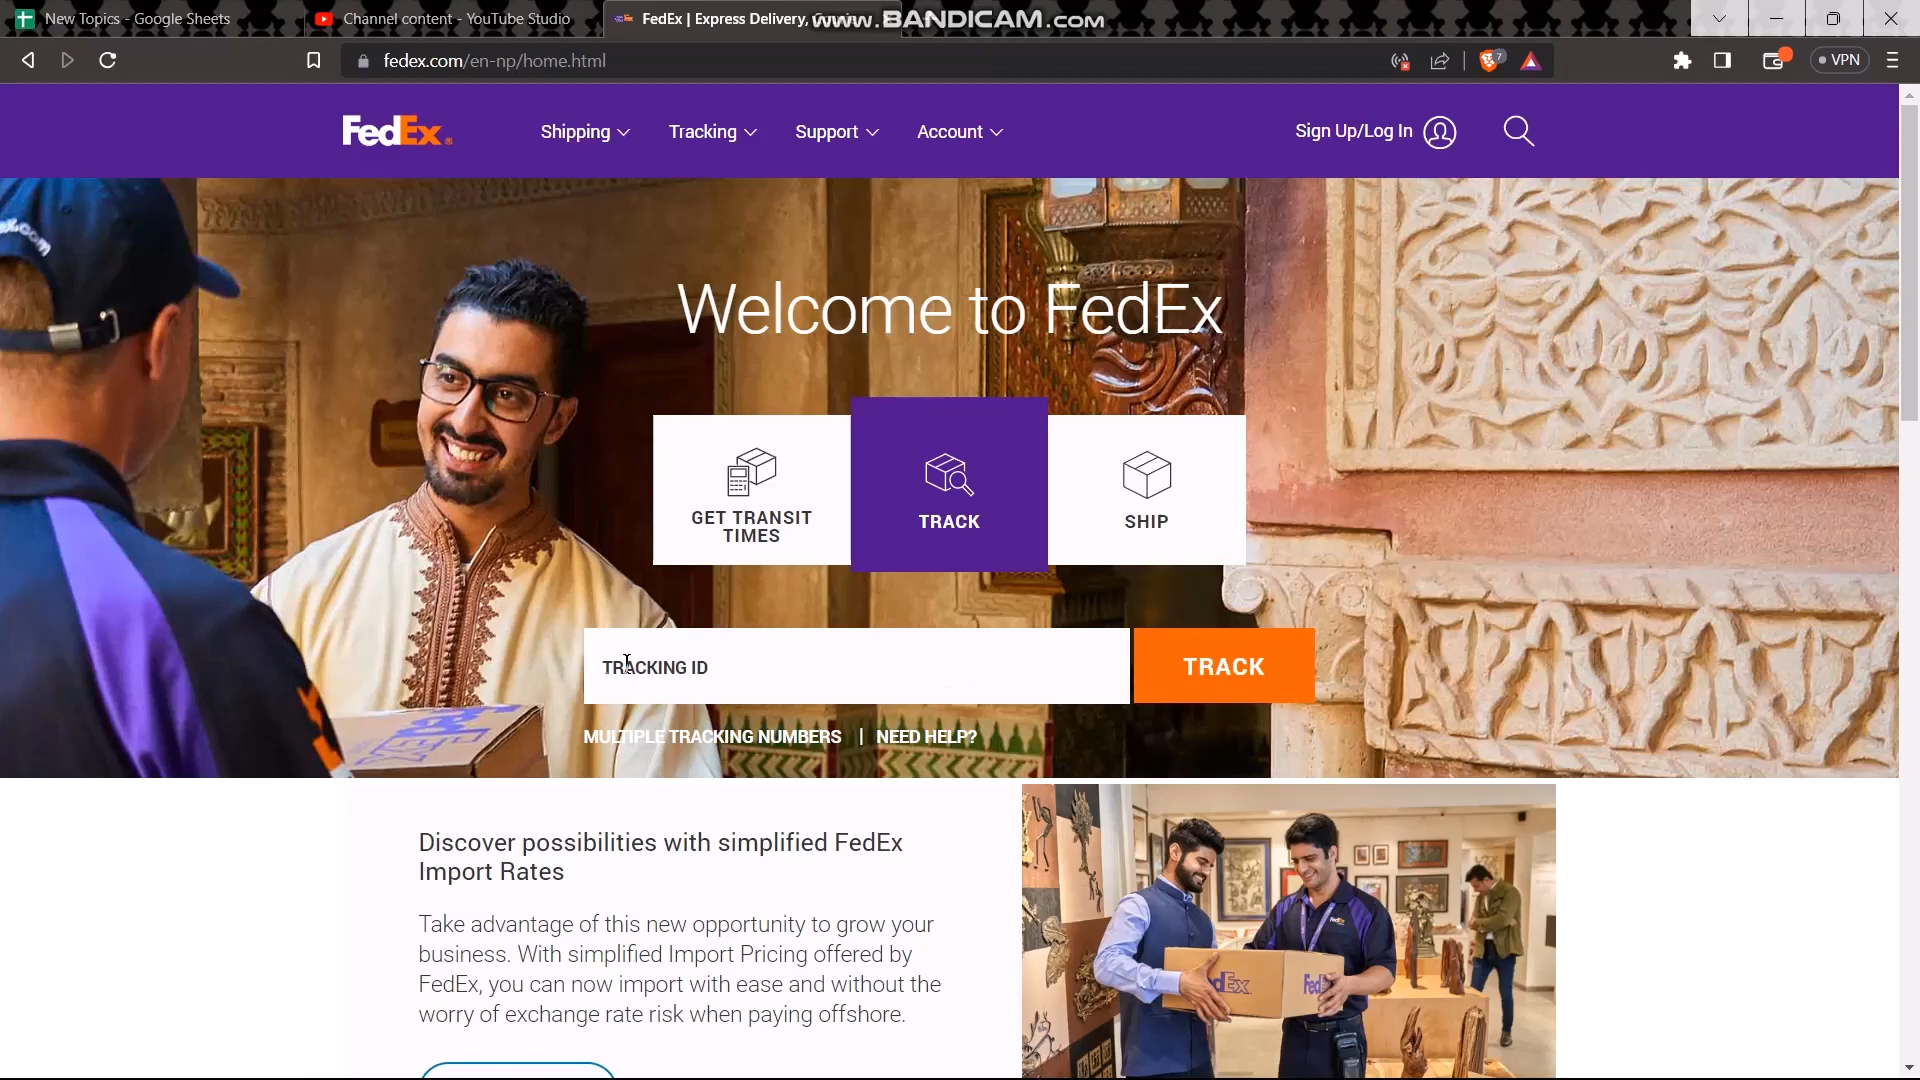 New Topics - Google Sheets
Channel content - YouTube Studio
FedEx | Express Delivery,
www.BANDICAM.com
fedex.com/en-np/home.html
7
VPN
FedEx®
Shipping
Tracking
Support
Account
Sign Up/Log In
Welcome to FedEx
GET TRANSIT
TIMES
TRACK
SHIP
TRACKING ID
TRACK
MULTIPLE TRACKING NUMBERS | NEED HELP?
Discover possibilities with simplified FedEx
Import Rates
Take advantage of this new opportunity to grow your
business. With simplified Import Pricing offered by
FedEx, you can now import with ease and without the
worry of exchange rate risk when paying offshore.